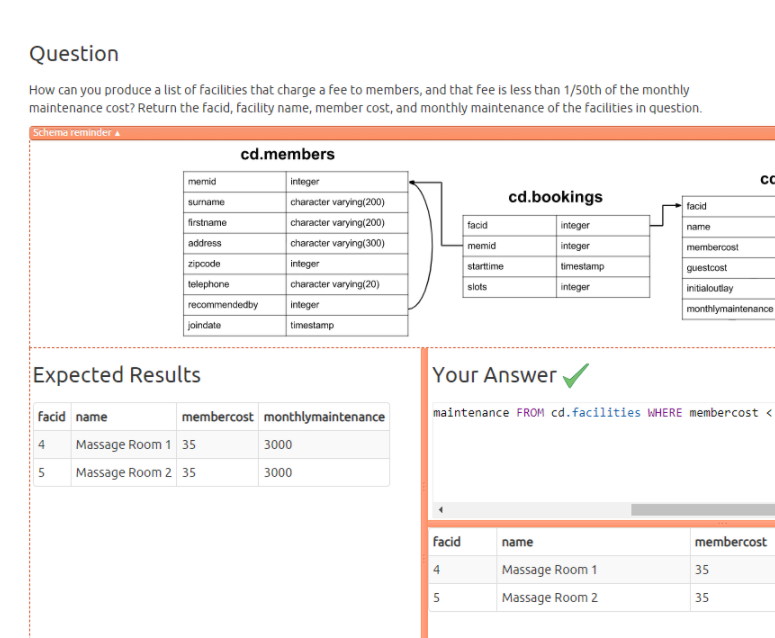 Question
How can you produce a list of facilities that charge a fee to members, and that fee is less than 1/50th of the monthly
maintenance cost? Return the facid, facility name, member cost, and monthly maintenance of the facilities in question.
Schema reminder ▲
cd.members
memid integer
surname character varying(200)
firstname character varying(200)
address character varying(300)
zipcode integer
telephone character varying(20)
recommendedby integer
joindate timestamp
cd.bookings
facid integer
memid integer
starttime timestamp
slots integer
facid
name
membercost
guestcost
initialoutlay
monthlymaintenance
Expected Results
facid name membercost monthlymaintenance
4 Massage Room 1 35 3000
5 Massage Room 2 35 3000
Your Answer
maintenance FROM cd.facilities WHERE membercost <
facid name membercost
4 Massage Room 1 35
5 Massage Room 2 35